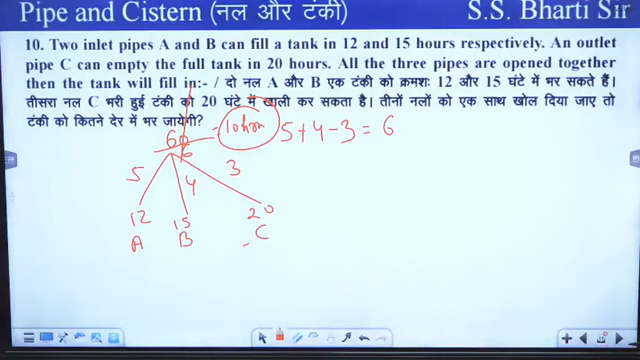 Pipe and Cistern (नल और टंकी) S.S. Bharti Sir
10. Two inlet pipes A and B can fill a tank in 12 and 15 hours respectively. An outlet
pipe C can empty the full tank in 20 hours. All the three pipes are opened together
then the tank will fill in:- / दो नल A और B एक टंकी को क्रमशः 12 और 15 घंटे में भर सकते हैं।
तीसरा नल C भरी हुई टंकी को 20 घंटे में खाली कर सकता है। तीनों नलों को एक साथ खोल दिया जाए तो
टंकी को कितने देर में भर जायेगी?
60 10 hrs 5+4-3=6
6
5 4 3
12 15 20
A B C